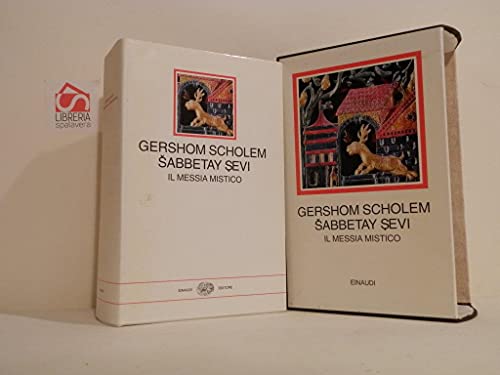 LIBRERIA
spalavera
GERSHOM SCHOLEM
ŠABBETAY ṢEVI
IL MESSIA MISTICO
EINAUDI
EDITORE
GERSHOM SCHOLEM
ŠABBETAY ṢEVI
IL MESSIA MISTICO
EINAUDI